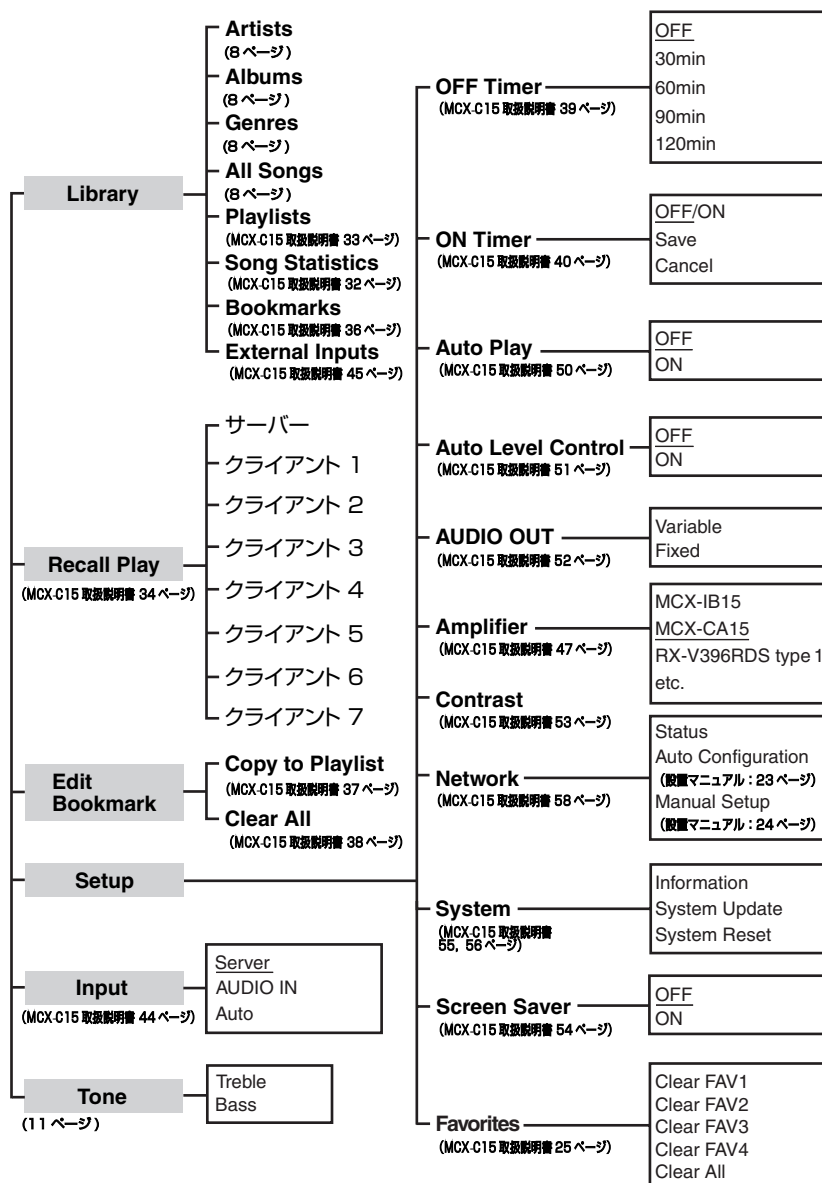 Library
Artists
(8 ページ)
Albums
(8 ページ)
Genres
(8 ページ)
All Songs
(8 ページ)
Playlists
(MCX-C15 取扱説明書 33 ページ)
Song Statistics
(MCX-C15 取扱説明書 32 ページ)
Bookmarks
(MCX-C15 取扱説明書 36 ページ)
External Inputs
(MCX-C15 取扱説明書 45 ページ)
Recall Play
(MCX-C15 取扱説明書 34 ページ)
サーバー
クライアント 1
クライアント 2
クライアント 3
クライアント 4
クライアント 5
クライアント 6
クライアント 7
Edit
Bookmark
Copy to Playlist
(MCX-C15 取扱説明書 37 ページ)
Clear All
(MCX-C15 取扱説明書 38 ページ)
Setup
OFF Timer
(MCX-C15 取扱説明書 39 ページ)
OFF
30min
60min
90min
120min
ON Timer
(MCX-C15 取扱説明書 40 ページ)
OFF/ON
Save
Cancel
Auto Play
(MCX-C15 取扱説明書 50 ページ)
OFF
ON
Auto Level Control
(MCX-C15 取扱説明書 51 ページ)
OFF
ON
AUDIO OUT
(MCX-C15 取扱説明書 52 ページ)
Variable
Fixed
Amplifier
(MCX-C15 取扱説明書 47 ページ)
MCX-IB15
MCX-CA15
RX-V396RDS type 1
etc.
Contrast
(MCX-C15 取扱説明書 53 ページ)
Network
(MCX-C15 取扱説明書 58 ページ)
Status
Auto Configuration
(設置マニュアル：23 ページ)
Manual Setup
(設置マニュアル：24 ページ)
System
(MCX-C15 取扱説明書
55, 56 ページ)
Information
System Update
System Reset
Screen Saver
(MCX-C15 取扱説明書 54 ページ)
OFF
ON
Favorites
(MCX-C15 取扱説明書 25 ページ)
Clear FAV1
Clear FAV2
Clear FAV3
Clear FAV4
Clear All
Input
(MCX-C15 取扱説明書 44 ページ)
Server
AUDIO IN
Auto
Tone
(11 ページ)
Treble
Bass